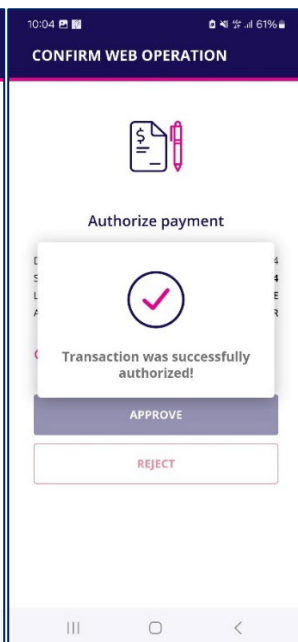 10:04
61%
CONFIRM WEB OPERATION
$
Authorize payment
Transaction was successfully
authorized!
APPROVE
REJECT